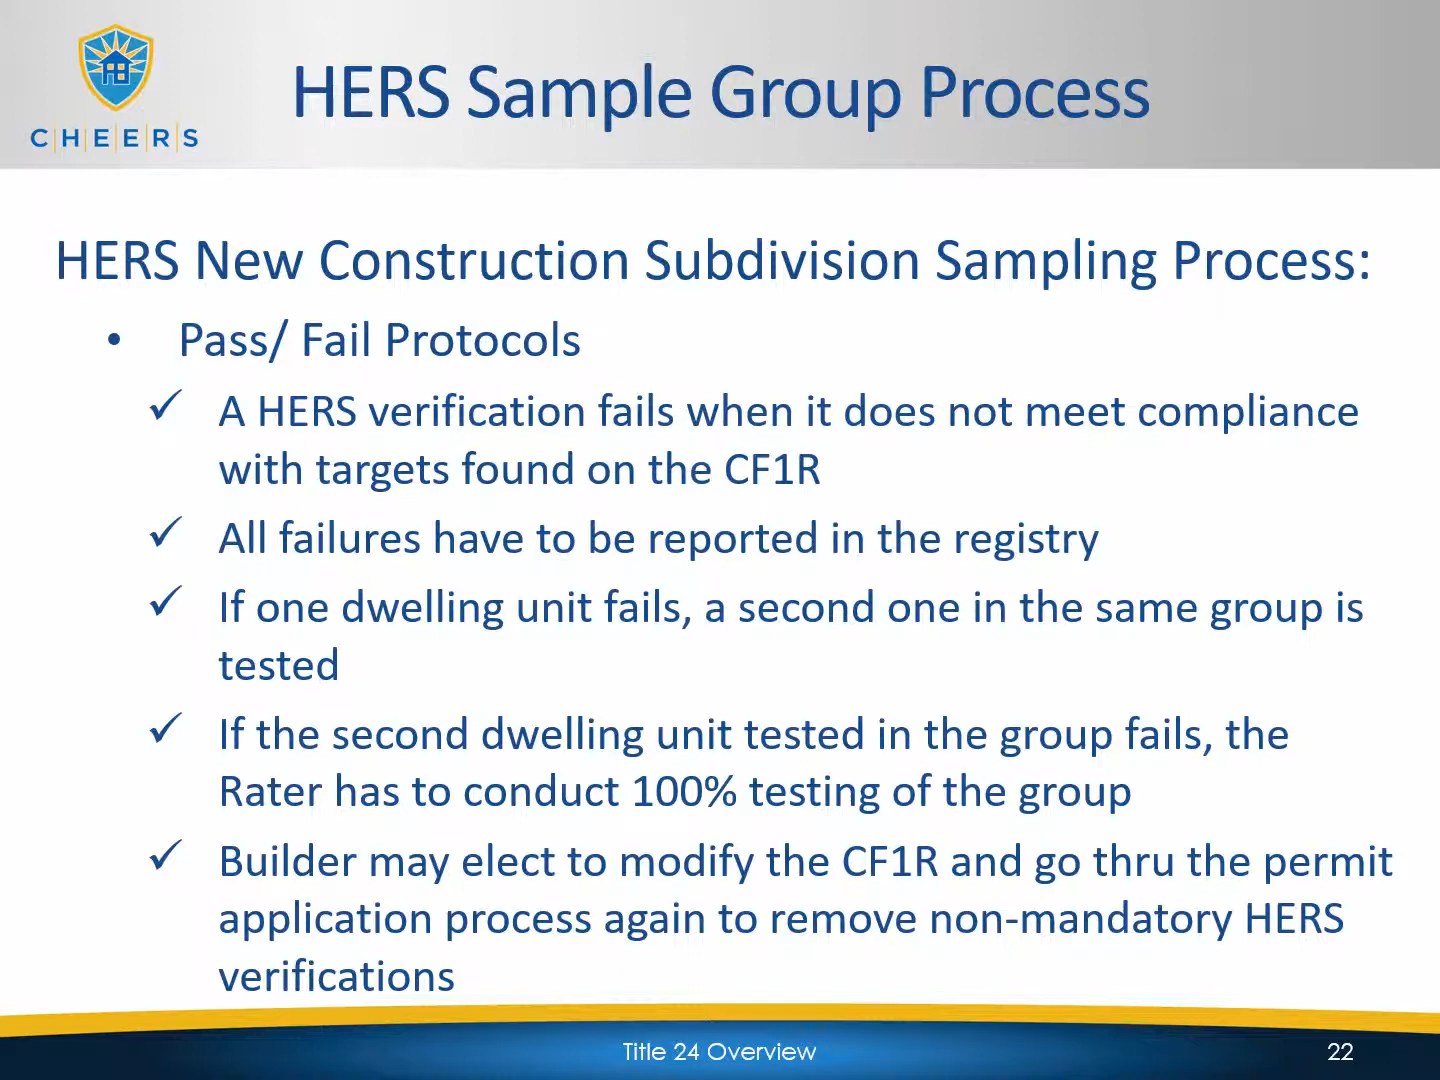 C|H|E|E|R|S
HERS Sample Group Process
HERS New Construction Subdivision Sampling Process:
• Pass/ Fail Protocols
✓ A HERS verification fails when it does not meet compliance
with targets found on the CF1R
✓ All failures have to be reported in the registry
✓ If one dwelling unit fails, a second one in the same group is
tested
✓ If the second dwelling unit tested in the group fails, the
Rater has to conduct 100% testing of the group
✓ Builder may elect to modify the CF1R and go thru the permit
application process again to remove non-mandatory HERS
verifications
Title 24 Overview
22